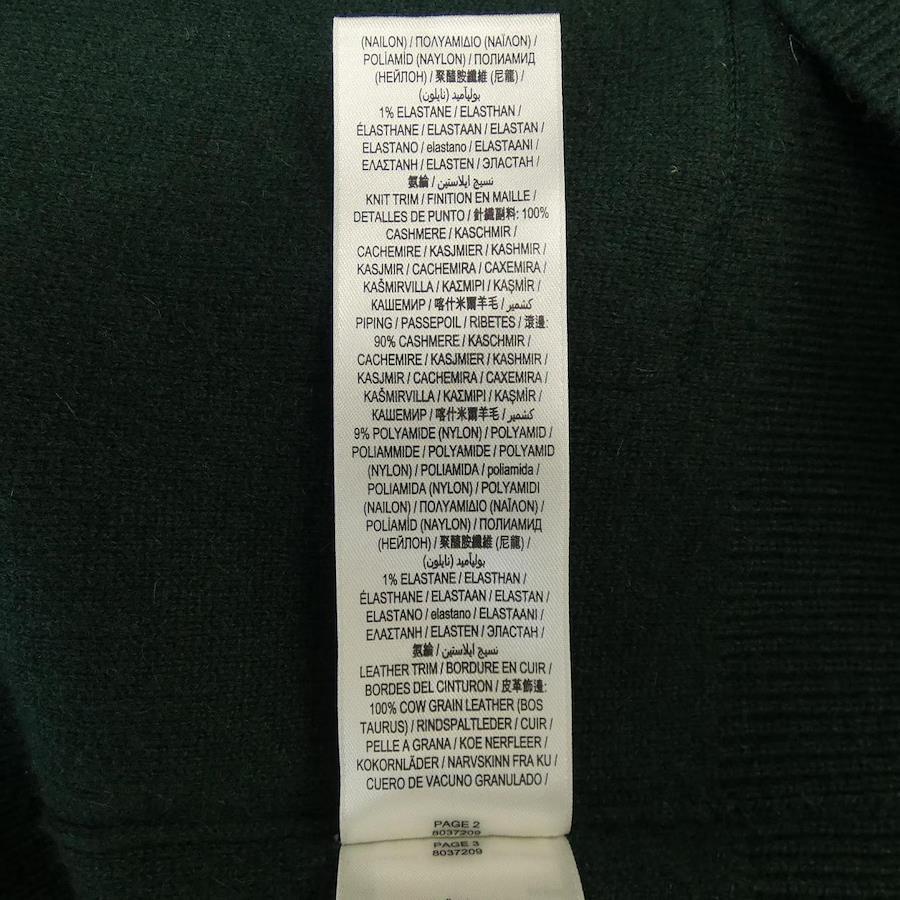 (NAILON) / ΠΟΛΥΑΜΙΔΙΟ (ΝΑΪΛΟΝ) /
POLİAMİD (NAYLON) / ПОЛИАМИД
(НЕЙЛОН) / 聚醯胺纖維 (尼龍) /
بولياميد (نايلون)
1% ELASTANE / ELASTHAN /
ÉLASTHANE / ELASTAAN / ELASTAN /
ELASTANO / elastano / ELASTAANI /
ΕΛΑΣΤΑΝΗ / ELASTEN / ЭЛАСТАН /
氨綸 / نسيج ايلاستين
KNIT TRIM / FINITION EN MAILLE /
DETALLES DE PUNTO / 針織副料: 100%
CASHMERE / KASCHMIR /
CACHEMIRE / KASJMIER / KASHMIR /
KASJMIR / CACHEMIRA / CAXEMIRA /
KAŠMIRVILLA / ΚΑΣΜΙΡΙ / KAŞMİR /
КАШЕМИР / 喀什米爾羊毛 / كشمير
PIPING / PASSEPOIL / RIBETES / 滾邊:
90% CASHMERE / KASCHMIR /
CACHEMIRE / KASJMIER / KASHMIR /
KASJMIR / CACHEMIRA / CAXEMIRA /
KAŠMIRVILLA / ΚΑΣΜΙΡΙ / KAŞMİR /
КАШЕМИР / 喀什米爾羊毛 / كشمير
9% POLYAMIDE (NYLON) / POLYAMID /
POLIAMMIDE / POLYAMIDE / POLYAMID
(NYLON) / POLIAMIDA / poliamida /
POLIAMIDA (NYLON) / POLYAMIDI
(NAILON) / ΠΟΛΥΑΜΙΔΙΟ (ΝΑΪΛΟΝ) /
POLİAMİD (NAYLON) / ПОЛИАМИД
(НЕЙЛОН) / 聚醯胺纖維 (尼龍) /
بولياميد (نايلون)
1% ELASTANE / ELASTHAN /
ÉLASTHANE / ELASTAAN / ELASTAN /
ELASTANO / elastano / ELASTAANI /
ΕΛΑΣΤΑΝΗ / ELASTEN / ЭЛАСТАН /
氨綸 / نسيج ايلاستين
LEATHER TRIM / BORDURE EN CUIR /
BORDES DEL CINTURON / 皮革飾邊:
100% COW GRAIN LEATHER (BOS
TAURUS) / RINDSPALTLEDER / CUIR /
PELLE A GRANA / KOE NERFLEER /
KOKORNLÄDER / NARVSKINN FRA KU /
CUERO DE VACUNO GRANULADO /
PAGE 2
8037209
PAGE 3
8037209